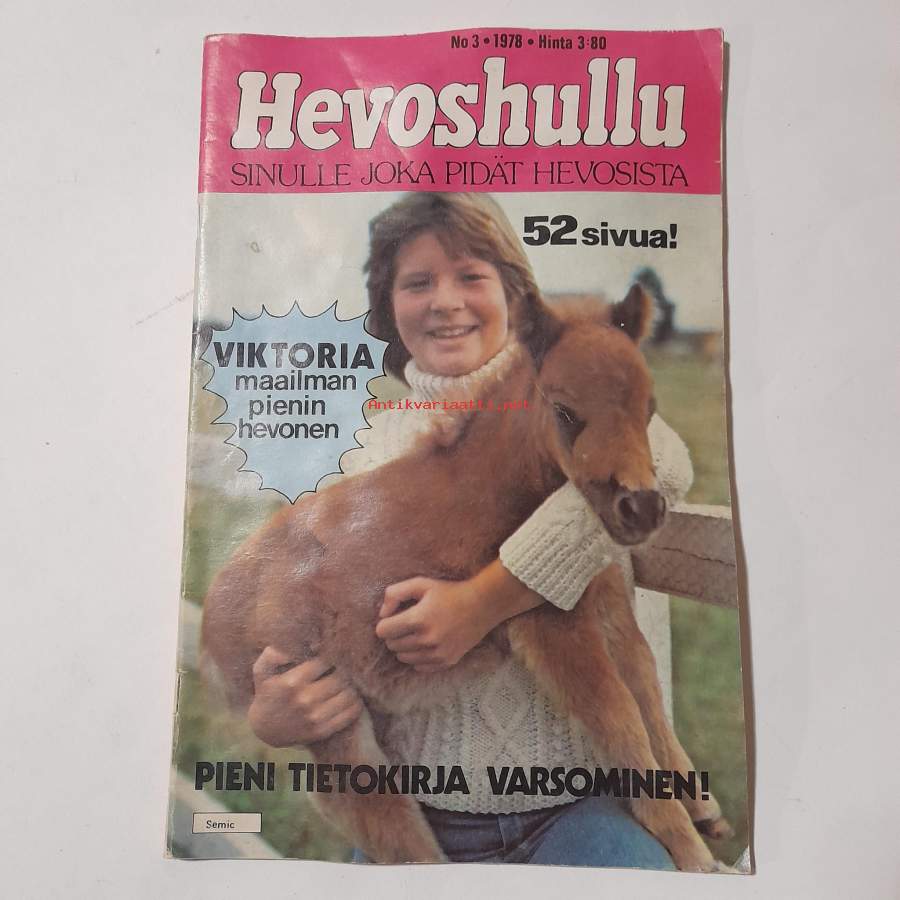 No 3 • 1978 • Hinta 3:80
Hevoshullu
SINULLE JOKA PIDÄT HEVOSISTA
52 sivua!
VIKTORIA
maailman
pienin
hevonen
Antikvariaatti.net
PIENI TIETOKIRJA VARSOMINEN!
Semic